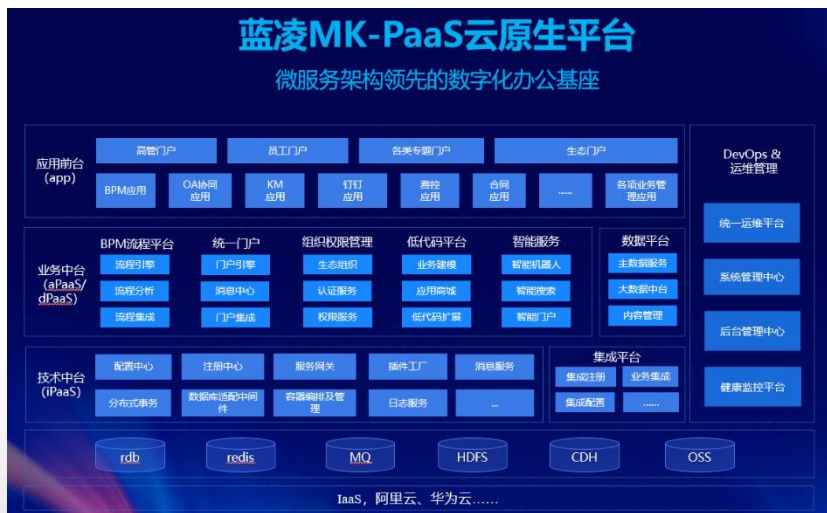 蓝凌MK-PaaS云原生平台
微服务架构领先的数字化办公基座
应用前台
(app)
高管门户
员工门户
各类专题门户
生态门户
BPM应用
OA协同
应用
KM
应用
钉钉
应用
费控
应用
合同
应用
......
各项业务管
理应用
业务中台
(aPaaS/
dPaaS)
BPM流程平台
统一门户
组织权限管理
低代码平台
智能服务
流程引擎
门户引擎
生态组织
业务建模
智能机器人
流程分析
消息中心
认证服务
应用商城
智能搜索
流程集成
门户集成
权限服务
低代码扩展
智能门户
数据平台
主数据服务
大数据中台
内容管理
技术中台
(iPaaS)
配置中心
注册中心
服务网关
插件工厂
消息服务
分布式事务
数据库适配中间
件
容器编排及管
理
日志服务
...
集成平台
集成注册
业务集成
集成配置
......
DevOps &
运维管理
统一运维平台
系统管理中心
后台管理中心
健康监控平台
rdb
redis
MQ
HDFS
CDH
OSS
IaaS，阿里云、华为云......